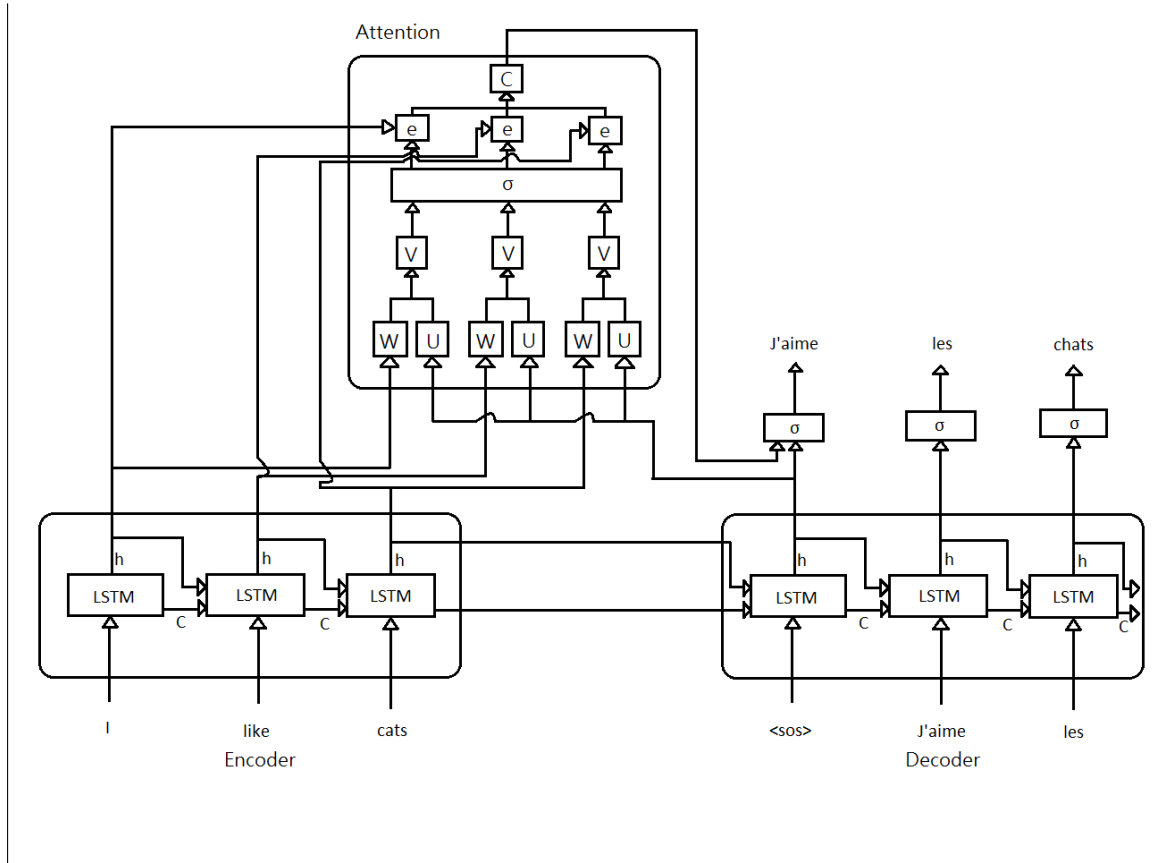 Attention
C
e e e
σ
V V V
W U W U W U
J'aime les chats
σ σ σ
h h h h h h
LSTM LSTM LSTM LSTM LSTM LSTM
C C C C C
I like cats <sos> J'aime les
Encoder Decoder